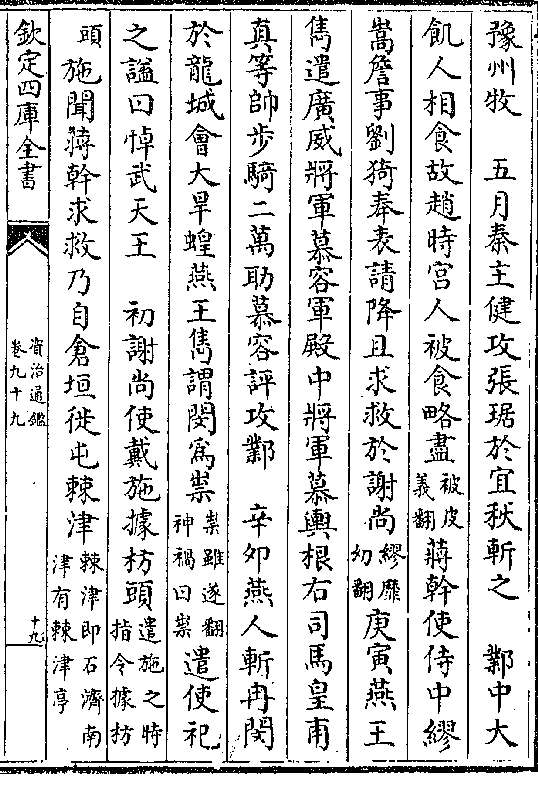 豫州牧　五月秦主健攻張琚於宜秋斬之　鄴中大
飢人相食故趙時宮人被食略盡被皮義翻蔣幹使侍中繆
嵩詹事劉猗奉表請降且求救於謝尚繆靡幼翻庚寅燕王
雋遣廣威將軍慕容軍殿中將軍慕輿根右司馬皇甫
真等帥步騎二萬助慕容評攻鄴　辛卯燕人斬冉閔
於龍城會大旱蝗燕王雋謂閔為祟祟雖遂翻神禍曰祟遣使祀
之諡曰悼武天王　初謝尚使戴施據枋頭遣施之時指令據枋
頭施聞蔣幹求救乃自倉垣徙屯棘津棘津即石濟南津有棘津亭
欽定四庫全書
資治通鑑
卷九十九
十九